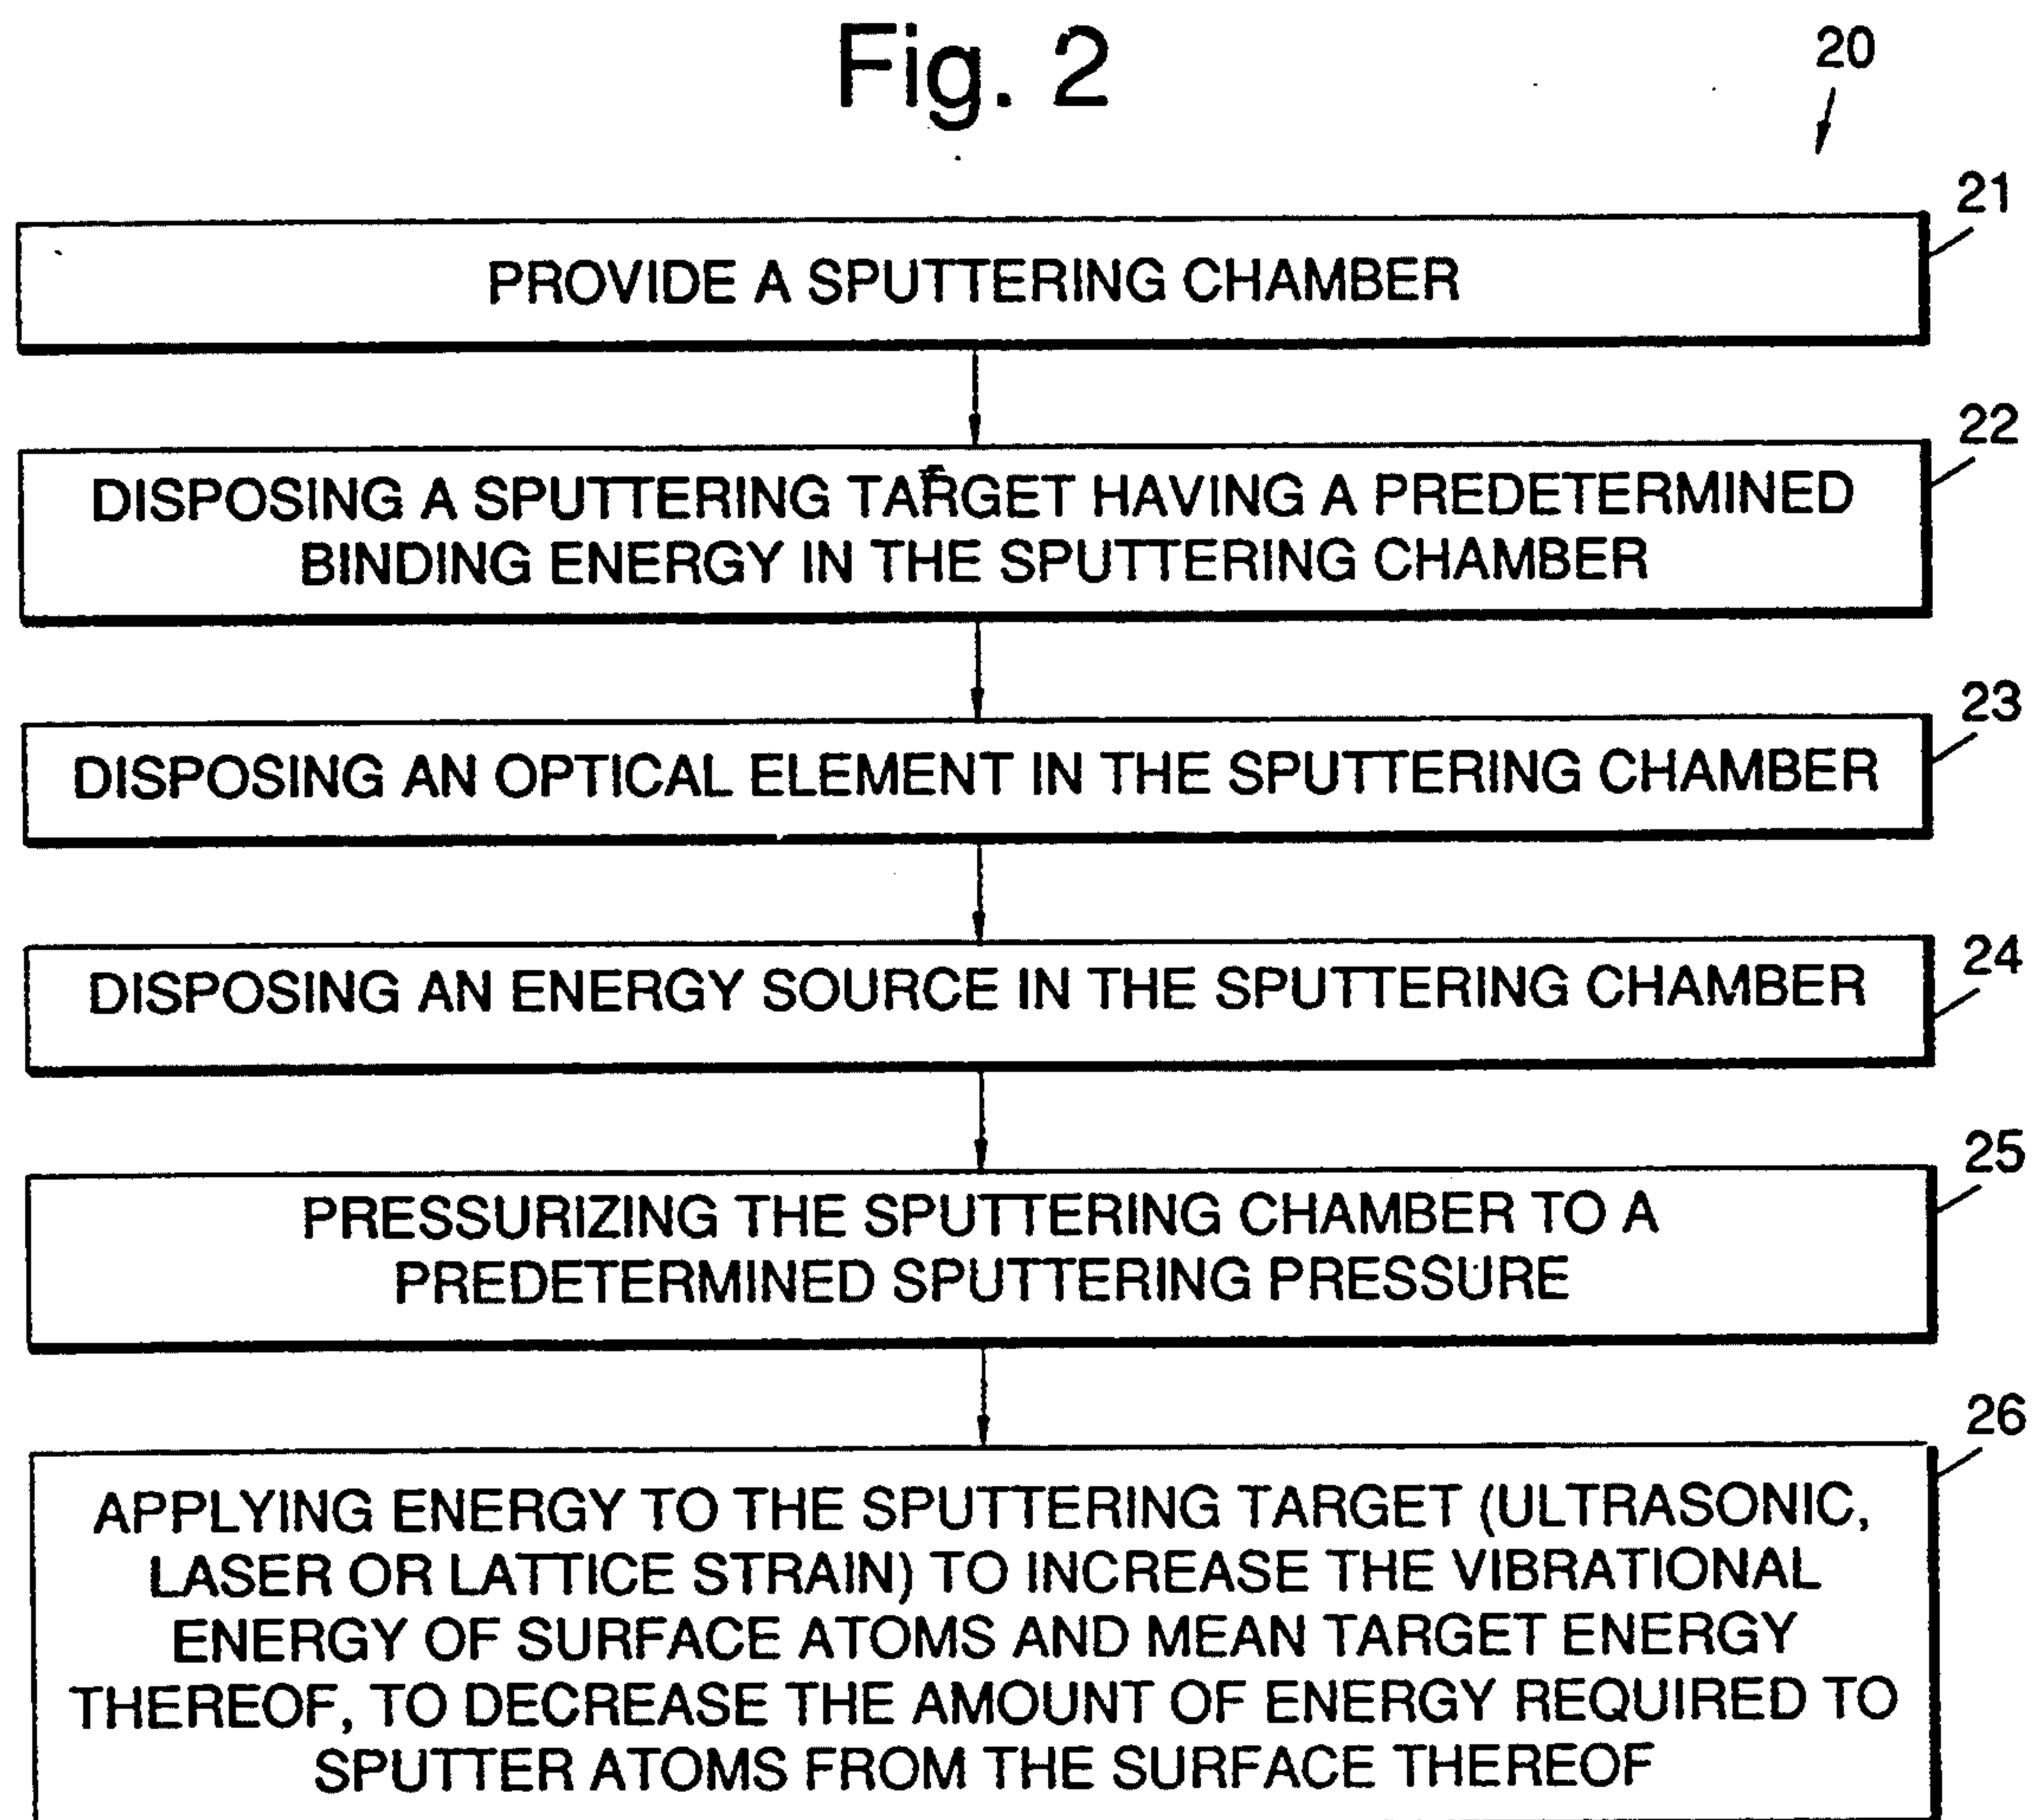 Fig. 2
20
21
PROVIDE A SPUTTERING CHAMBER
22
DISPOSING A SPUTTERING TARGET HAVING A PREDETERMINED
BINDING ENERGY IN THE SPUTTERING CHAMBER
23
DISPOSING AN OPTICAL ELEMENT IN THE SPUTTERING CHAMBER
24
DISPOSING AN ENERGY SOURCE IN THE SPUTTERING CHAMBER
25
PRESSURIZING THE SPUTTERING CHAMBER TO A
PREDETERMINED SPUTTERING PRESSURE
26
APPLYING ENERGY TO THE SPUTTERING TARGET (ULTRASONIC,
LASER OR LATTICE STRAIN) TO INCREASE THE VIBRATIONAL
ENERGY OF SURFACE ATOMS AND MEAN TARGET ENERGY
THEREOF, TO DECREASE THE AMOUNT OF ENERGY REQUIRED TO
SPUTTER ATOMS FROM THE SURFACE THEREOF